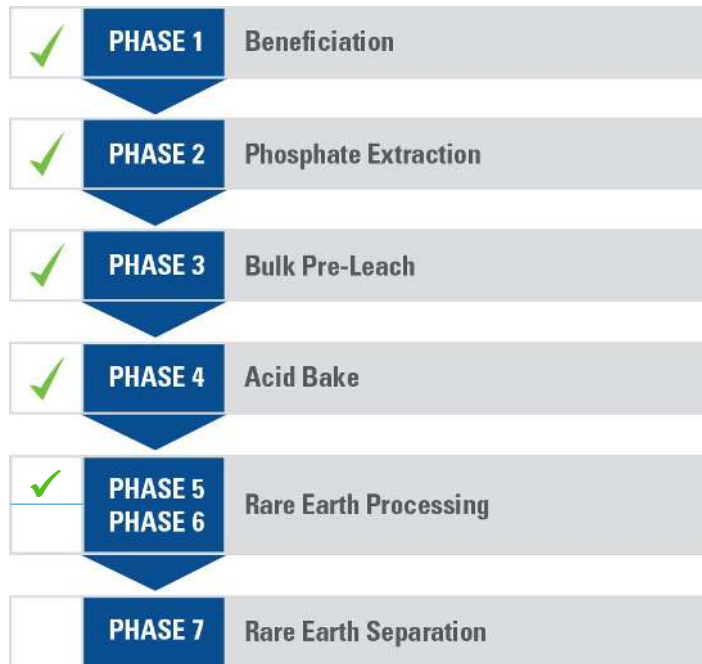 PHASE 1 Beneficiation
PHASE 2 Phosphate Extraction
PHASE 3 Bulk Pre-Leach
PHASE 4 Acid Bake
PHASE 5
PHASE 6
Rare Earth Processing
PHASE 7 Rare Earth Separation